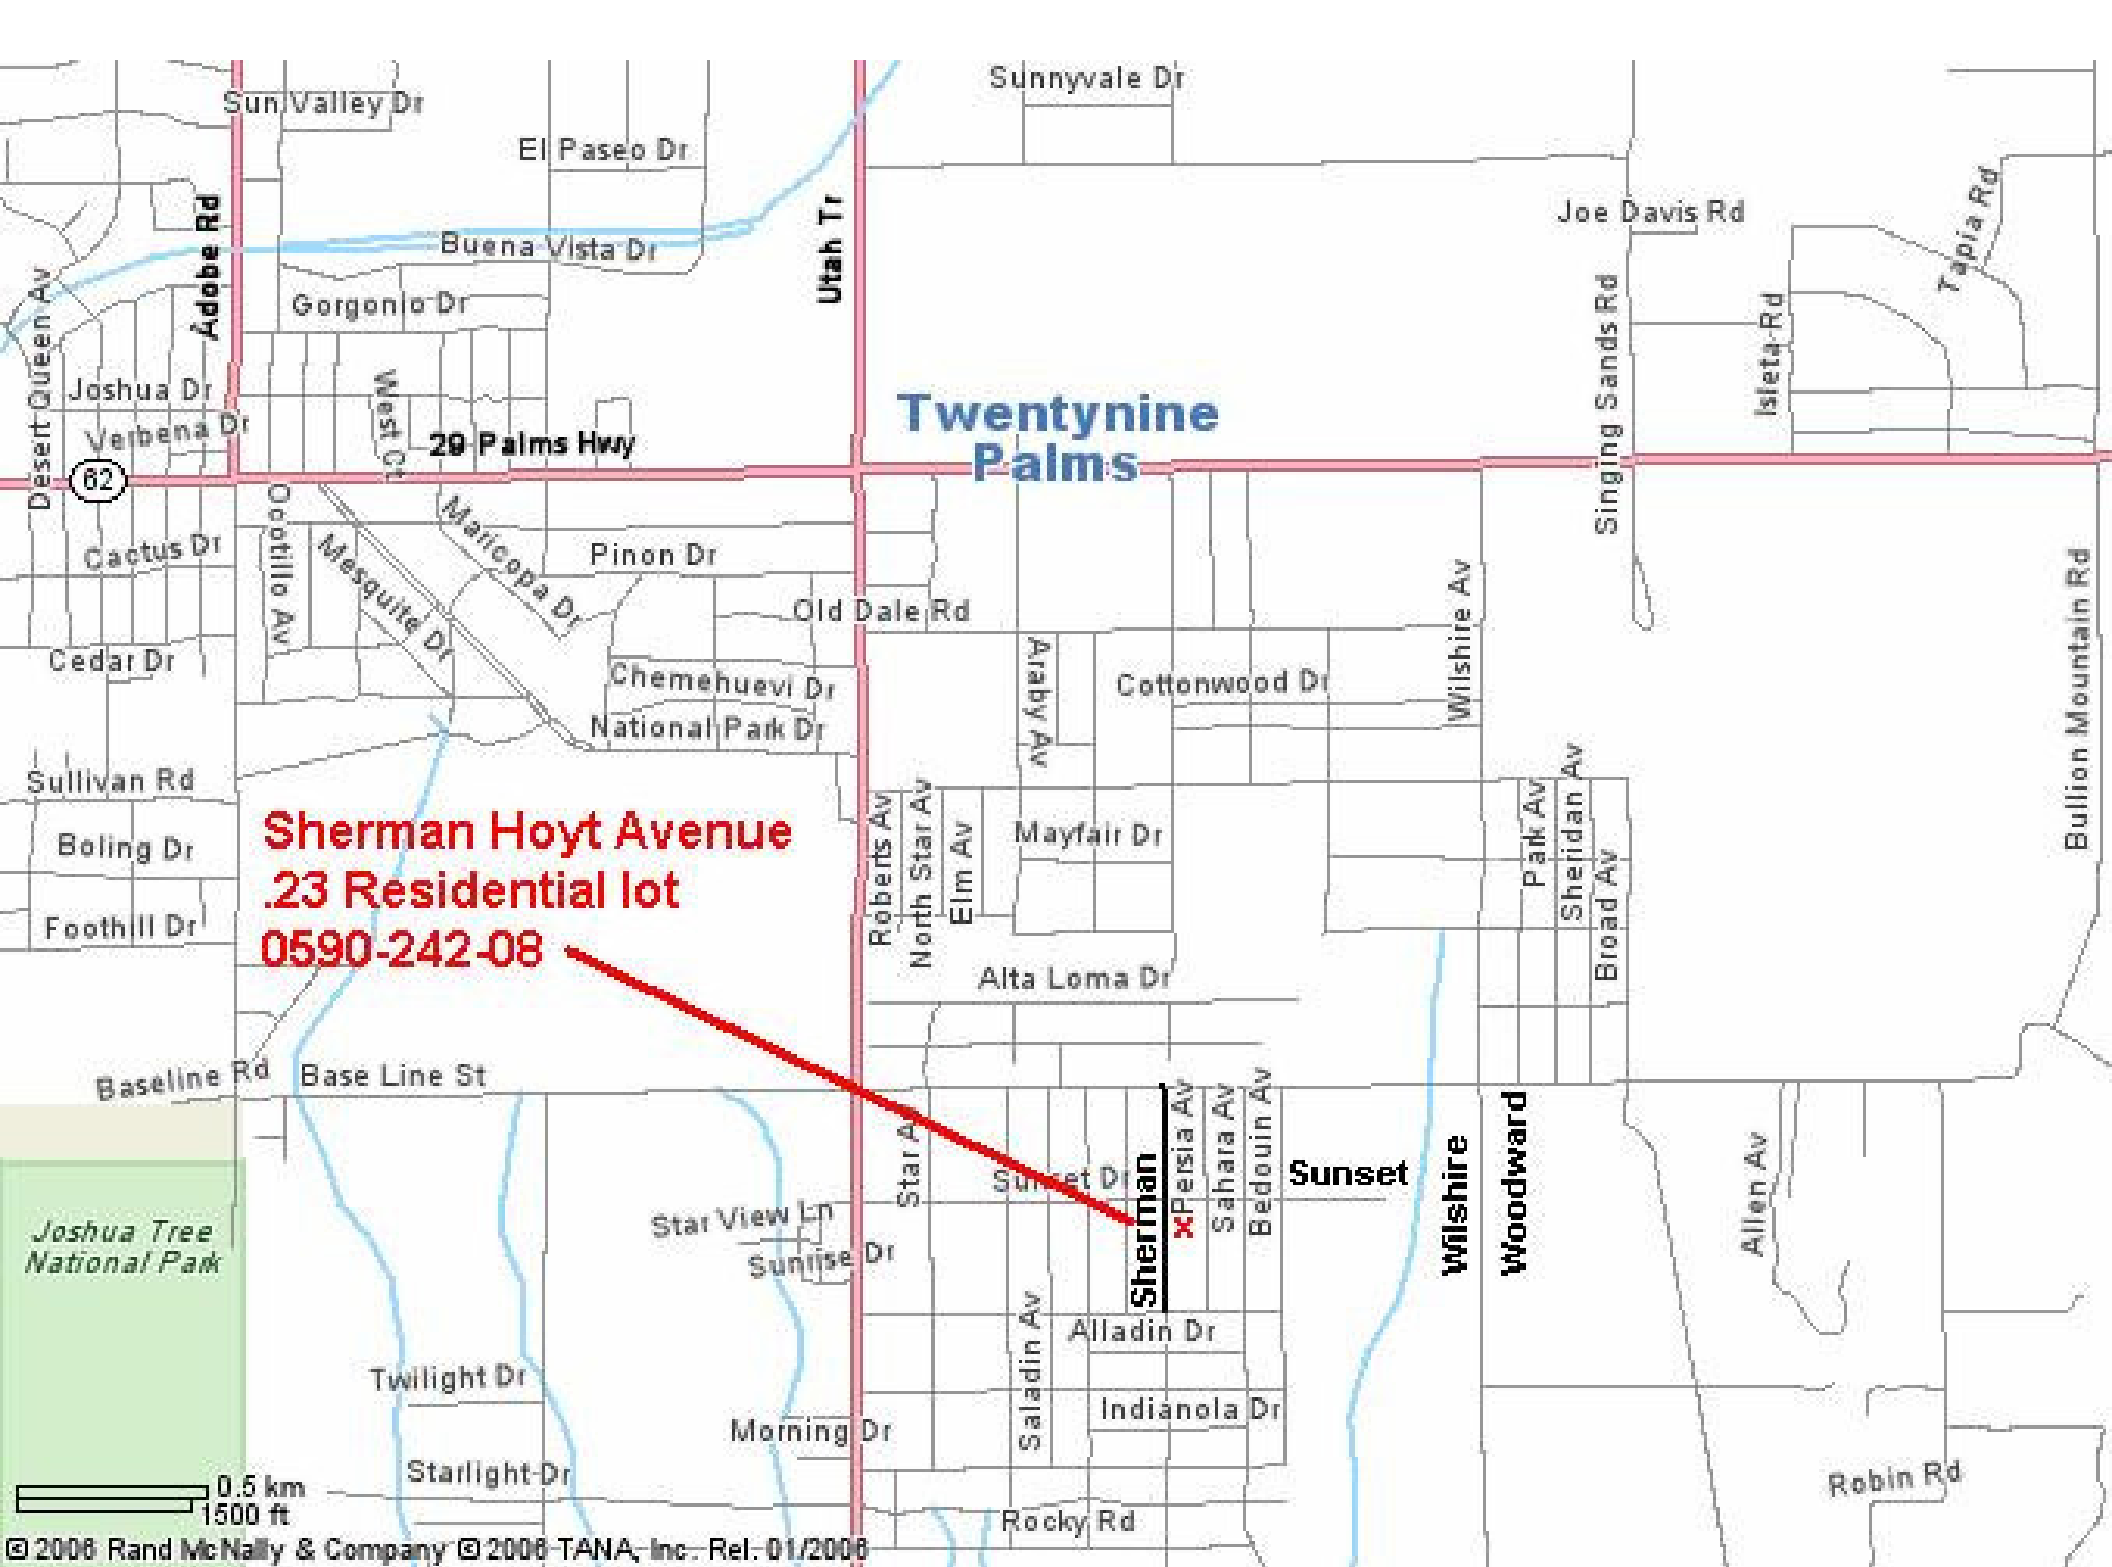 Sunnyvale Dr
Sun Valley Dr
El Paseo Dr
Adobe Rd
Utah Tr
Joe Davis Rd
Tapia Rd
Buena Vista Dr
Gorgonio Dr
Desert Queen Av
Singing Sands Rd
Isleta Rd
Joshua Dr
Verbena Dr
West Ct
29 Palms Hwy
Twentynine
Palms
62
Ocotillo Av
Cactus Dr
Mesquite Dr
Maricopa Dr
Pinon Dr
Old Dale Rd
Wilshire Av
Bullion Mountain Rd
Cedar Dr
Chemehuevi Dr
Araby Av
Cottonwood Dr
National Park Dr
Sullivan Rd
Sherman Hoyt Avenue
.23 Residential lot
0590-242-08
Boling Dr
Foothill Dr
Roberts Av
North Star Av
Elm Av
Mayfair Dr
Park Av
Sheridan Av
Broad Av
Alta Loma Dr
Baseline Rd
Base Line St
Star Av
Sunset Dr
Sherman
x
Persia Av
Sahara Av
Bedouin Av
Sunset
Wilshire
Woodward
Allen Av
Joshua Tree
National Park
Star View Ln
Sunrise Dr
Saladin Av
Alladin Dr
Twilight Dr
Indianola Dr
Morning Dr
Starlight Dr
Robin Rd
Rocky Rd
0.5 km
1500 ft
© 2006 Rand McNally & Company © 2006 TANA, Inc. Rel. 01/2006